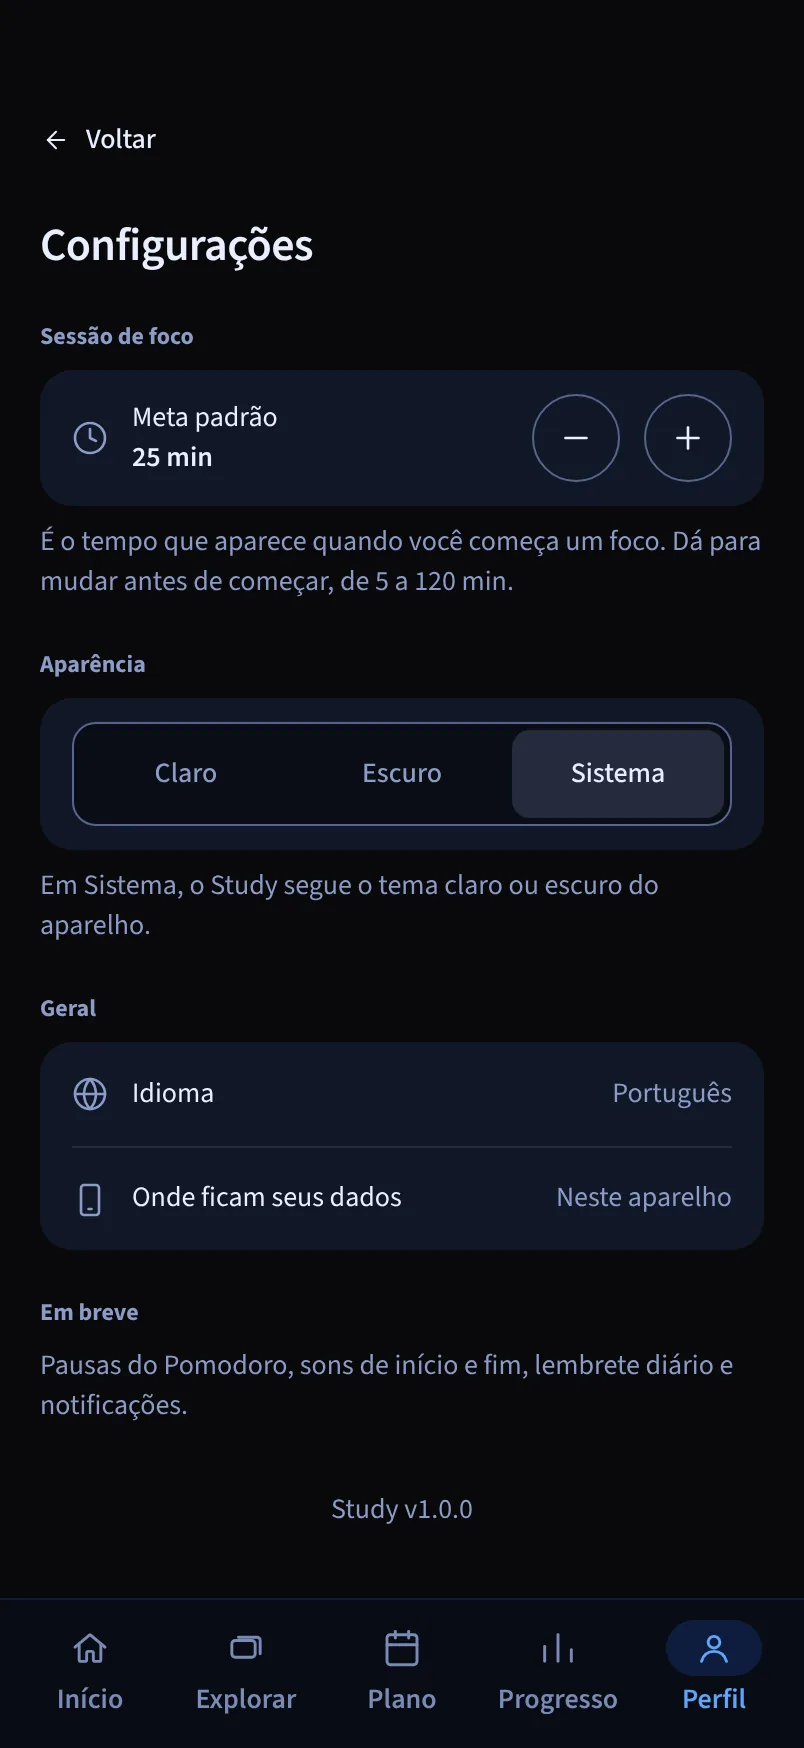 Voltar
Configurações
Sessão de foco
Meta padrão
25 min
É o tempo que aparece quando você começa um foco. Dá para
mudar antes de começar, de 5 a 120 min.
Aparência
Claro
Escuro
Sistema
Em Sistema, o Study segue o tema claro ou escuro do
aparelho.
Geral
Idioma
Português
Onde ficam seus dados
Neste aparelho
Em breve
Pausas do Pomodoro, sons de início e fim, lembrete diário e
notificações.
Study v1.0.0
Início
Explorar
Plano
Progresso
Perfil